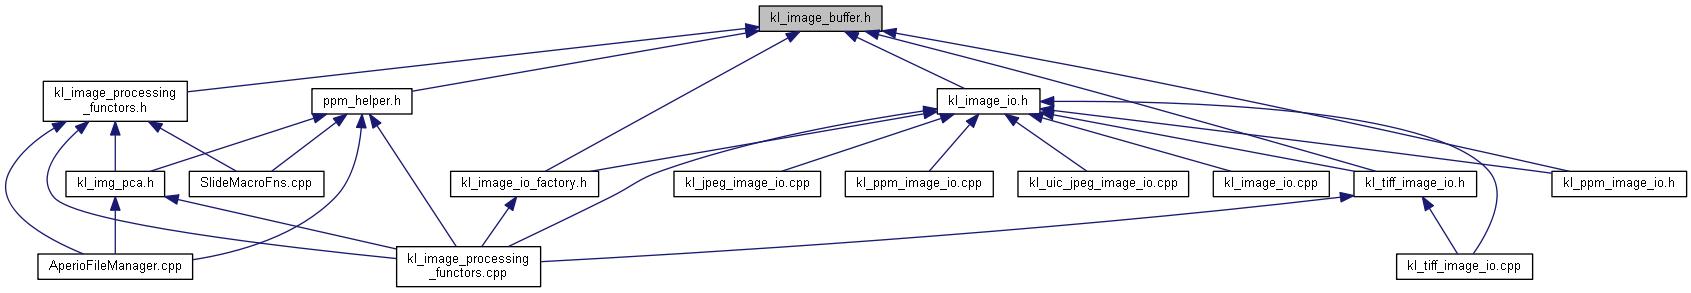 kl_image_buffer.h
kl_image_processing
_functors.h
ppm_helper.h
kl_image_io.h
kl_img_pca.h
SlideMacroFns.cpp
kl_image_io_factory.h
kl_jpeg_image_io.cpp
kl_ppm_image_io.cpp
kl_uic_jpeg_image_io.cpp
kl_image_io.cpp
kl_tiff_image_io.h
kl_ppm_image_io.h
AperioFileManager.cpp
kl_image_processing
_functors.cpp
kl_tiff_image_io.cpp